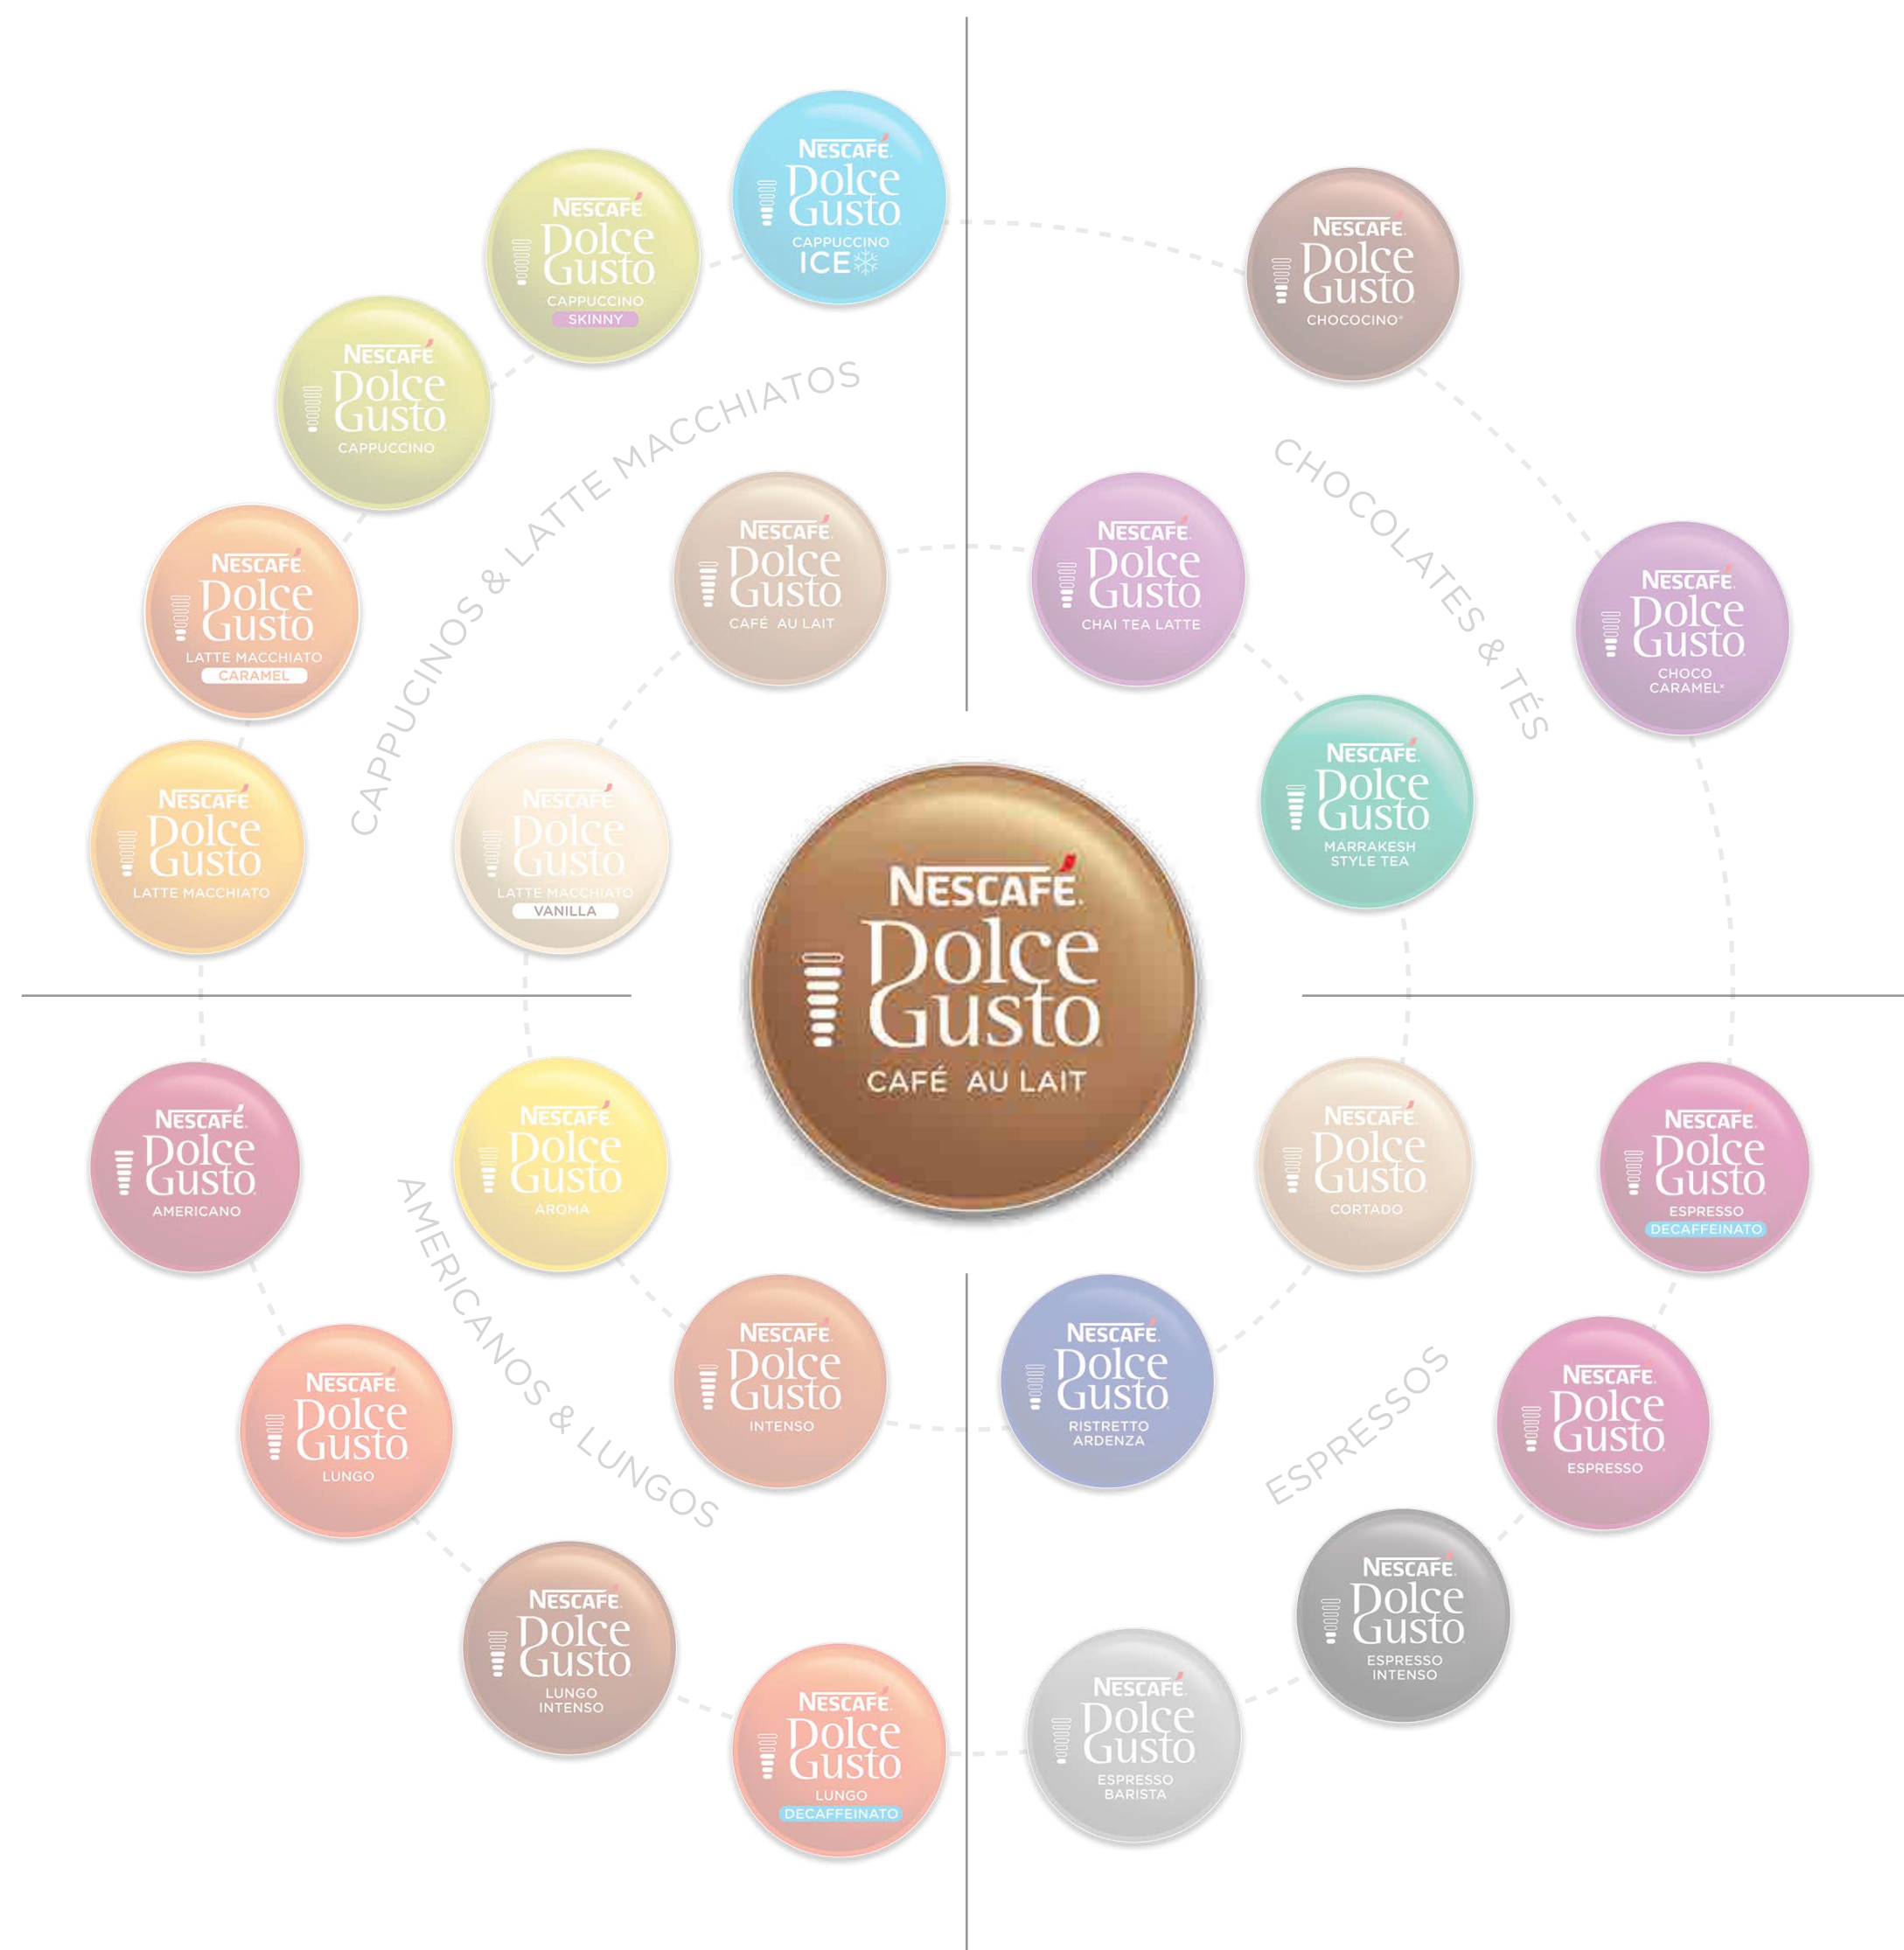 NESCAFÉ
Dolce
Gusto
CAPPUCCINO
ICE
NESCAFÉ
Dolce
Gusto
CAPPUCCINO
SKINNY
NESCAFÉ
Dolce
Gusto
CAPPUCCINO
NESCAFÉ
Dolce
Gusto
LATTE MACCHIATO
CARAMEL
NESCAFÉ
Dolce
Gusto
LATTE MACCHIATO
CAPPUCINOS & LATTE MACCHIATOS
NESCAFÉ
Dolce
Gusto
CAFÉ AU LAIT
NESCAFÉ
Dolce
Gusto
LATTE MACCHIATO
VANILLA
NESCAFÉ
Dolce
Gusto
CHOCOCINO®
NESCAFÉ
Dolce
Gusto
CHOCO
CARAMEL*
CHOCOLATES & TÉS
NESCAFÉ
Dolce
Gusto
CHAI TEA LATTE
NESCAFÉ
Dolce
Gusto
MARRAKESH
STYLE TEA
NESCAFÉ
Dolce
Gusto
CAFÉ AU LAIT
NESCAFÉ
Dolce
Gusto
AMERICANO
NESCAFÉ
Dolce
Gusto
AROMA
NESCAFÉ
Dolce
Gusto
INTENSO
AMERICANOS & LUNGOS
NESCAFÉ
Dolce
Gusto
LUNGO
NESCAFÉ
Dolce
Gusto
LUNGO
INTENSO
NESCAFÉ
Dolce
Gusto
LUNGO
DECAFFEINATO
NESCAFÉ
Dolce
Gusto
CORTADO
NESCAFÉ
Dolce
Gusto
ESPRESSO
DECAFFEINATO
NESCAFÉ
Dolce
Gusto
RISTRETTO
ARDENZA
ESPRESSOS
NESCAFÉ
Dolce
Gusto
ESPRESSO
NESCAFÉ
Dolce
Gusto
ESPRESSO
INTENSO
NESCAFÉ
Dolce
Gusto
ESPRESSO
BARISTA